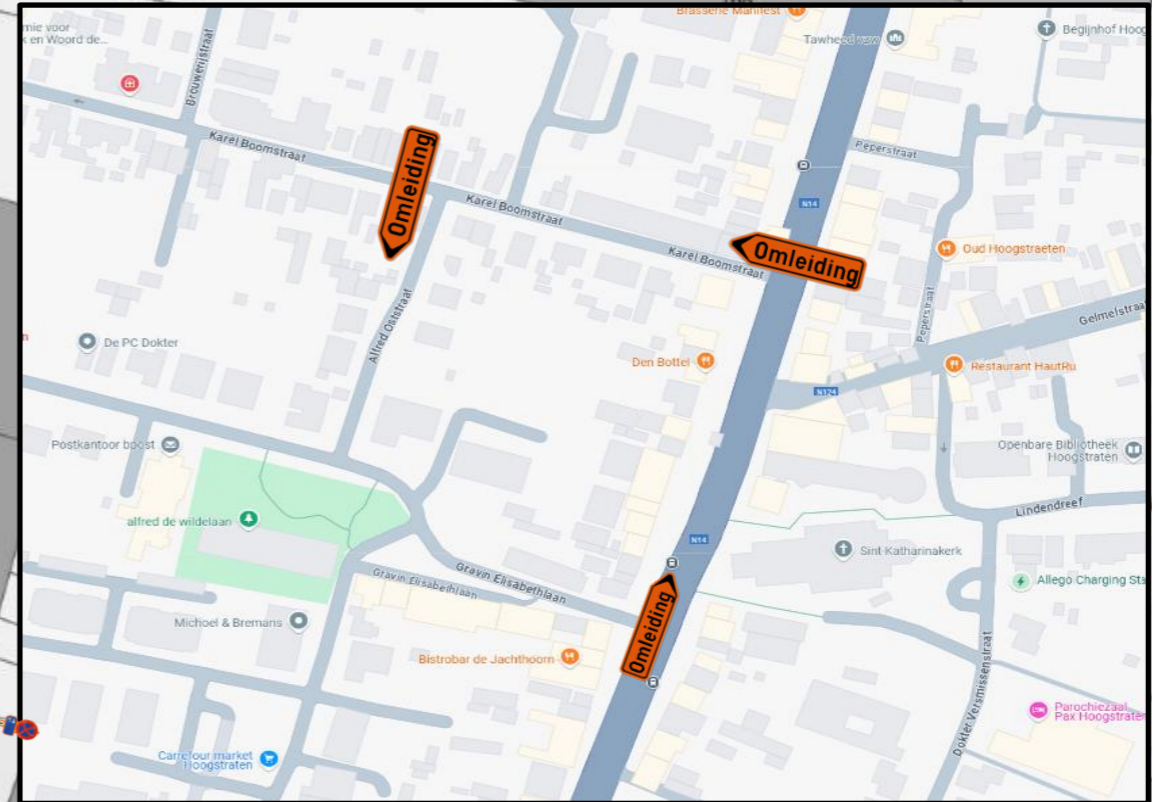 Brasserie Manifest
mie voor
k en Woord de...
Tawheed vzw
Begijnhof Hoog
Brouwerijstraat
Karel Boomstraat
Omleiding
Peperstraat
Karel Boomstraat
N14
Karel Boomstraat
Omleiding
Oud Hoogstraeten
Peperstraat
Gelmelstraa
Alfred Oststraat
De PC Dokter
Den Bottel
Restaurant HautRu
N124
Postkantoor bpost
Openbare Bibliotheek
Hoogstraten
Lindendreef
alfred de wildelaan
N14
Sint-Katharinakerk
Gravin Elisabethlaan
Gravin Elisabethlaan
Allego Charging Sta
Omleiding
Michoel & Bremans
Bistrobar de Jachthoorn
Dokter Versmissenstraat
Parochiezaal
Pax Hoogstraten
Carrefour market
Hoogstraten